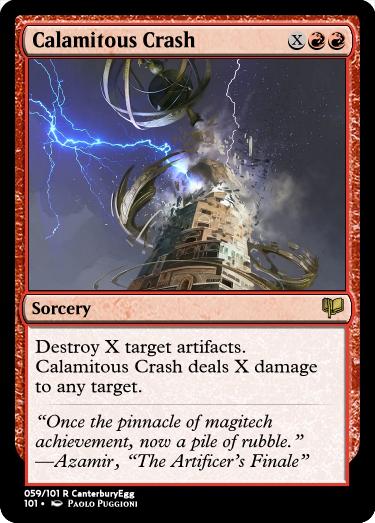 Calamitous Crash X
Sorcery
Destroy X target artifacts.
Calamitous Crash deals X damage
to any target.
“Once the pinnacle of magitech
achievement, now a pile of rubble.”
—Azamir, “The Artificer's Finale”
059/101 R CanterburyEgg
101 • Paolo Puggioni